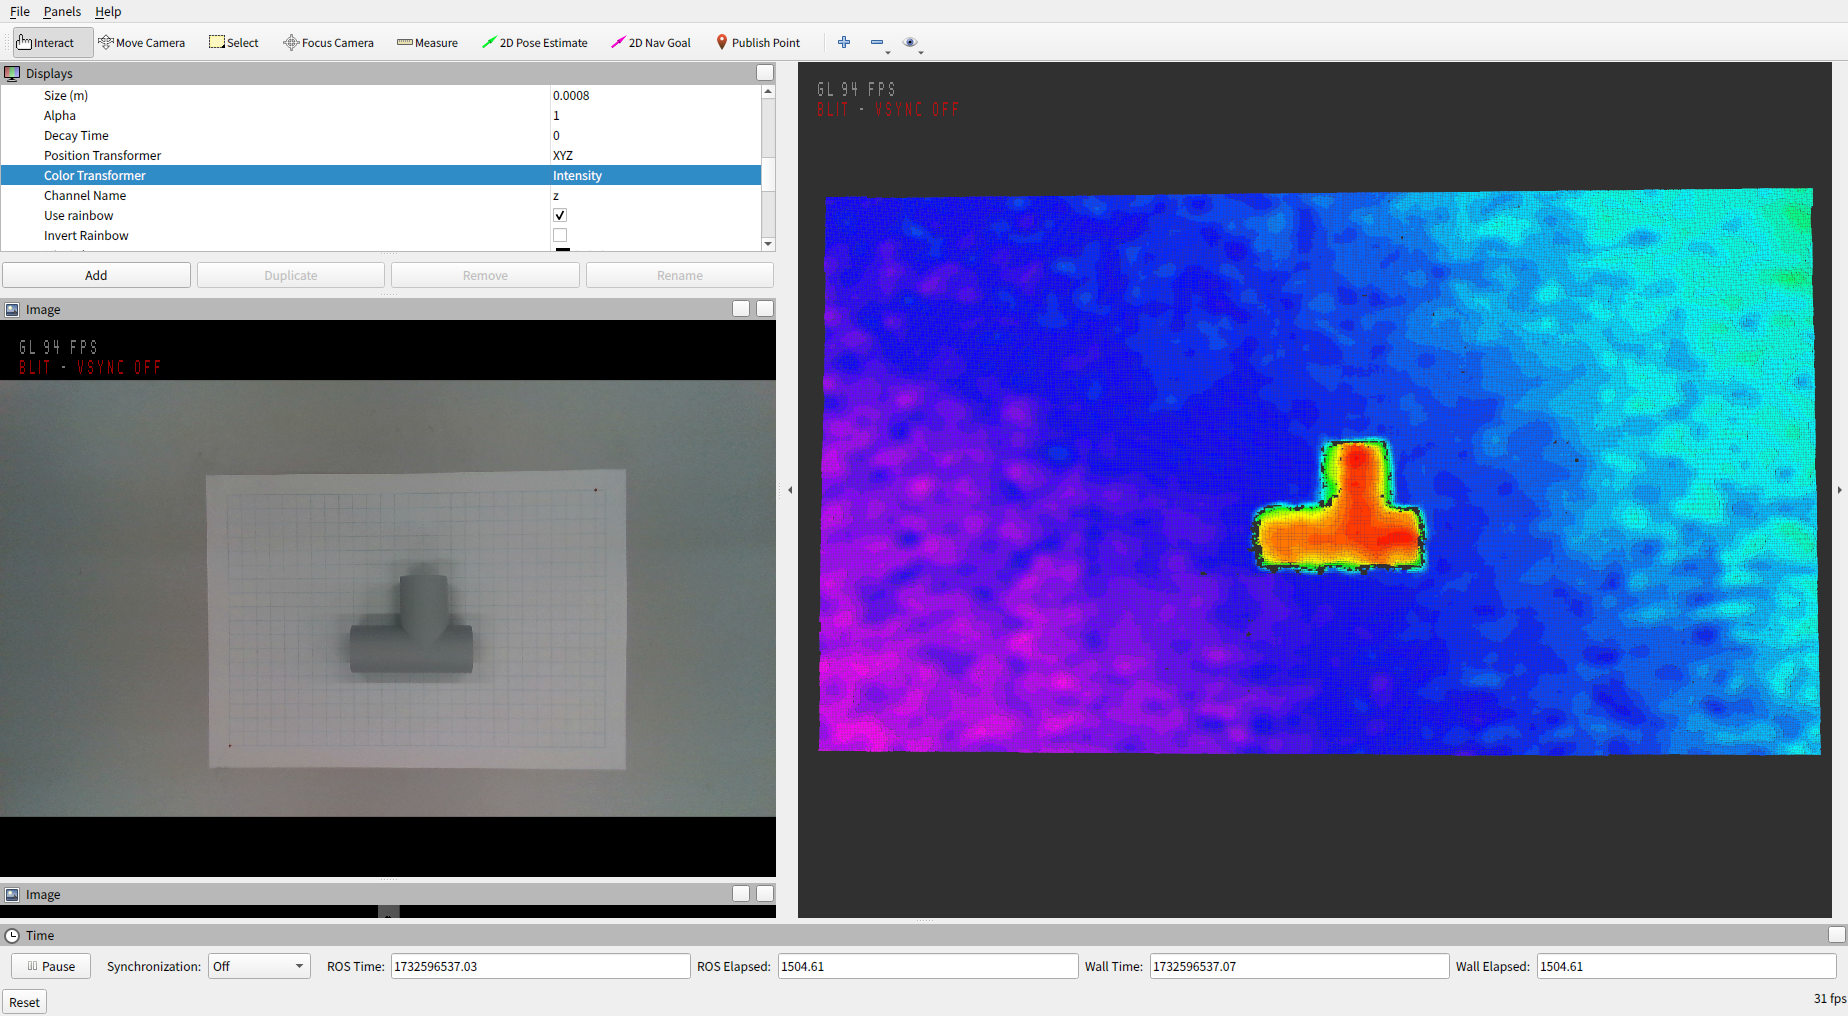 File Panels Help
Interact Move Camera Select Focus Camera Measure 2D Pose Estimate 2D Nav Goal Publish Point
Displays
Size (m) 0.0008
Alpha 1
Decay Time 0
Position Transformer XYZ
Color Transformer Intensity
Channel Name z
Use rainbow
Invert Rainbow
Add Duplicate Remove Rename
Image
GL 94 FPS
BLIT - VSYNC OFF
Image
GL 94 FPS
BLIT - VSYNC OFF
Time
Pause Synchronization: Off ROS Time: 1732596537.03 ROS Elapsed: 1504.61 Wall Time: 1732596537.07 Wall Elapsed: 1504.61
Reset 31 fps